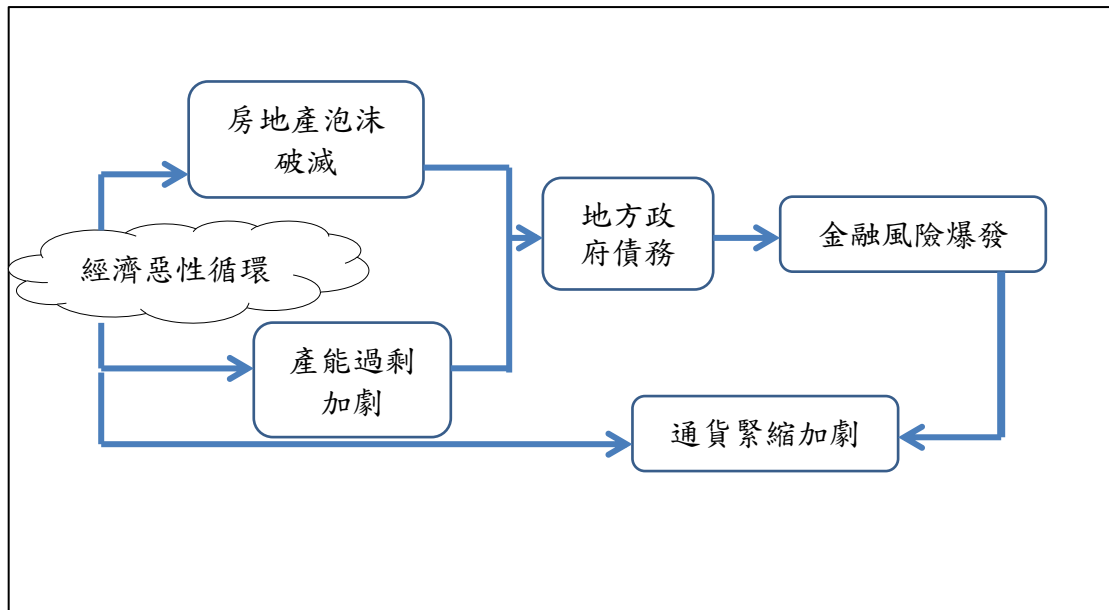 房地產泡沫
破滅
地方政
府債務
金融風險爆發
經濟惡性循環
產能過剩
加劇
通貨緊縮加劇